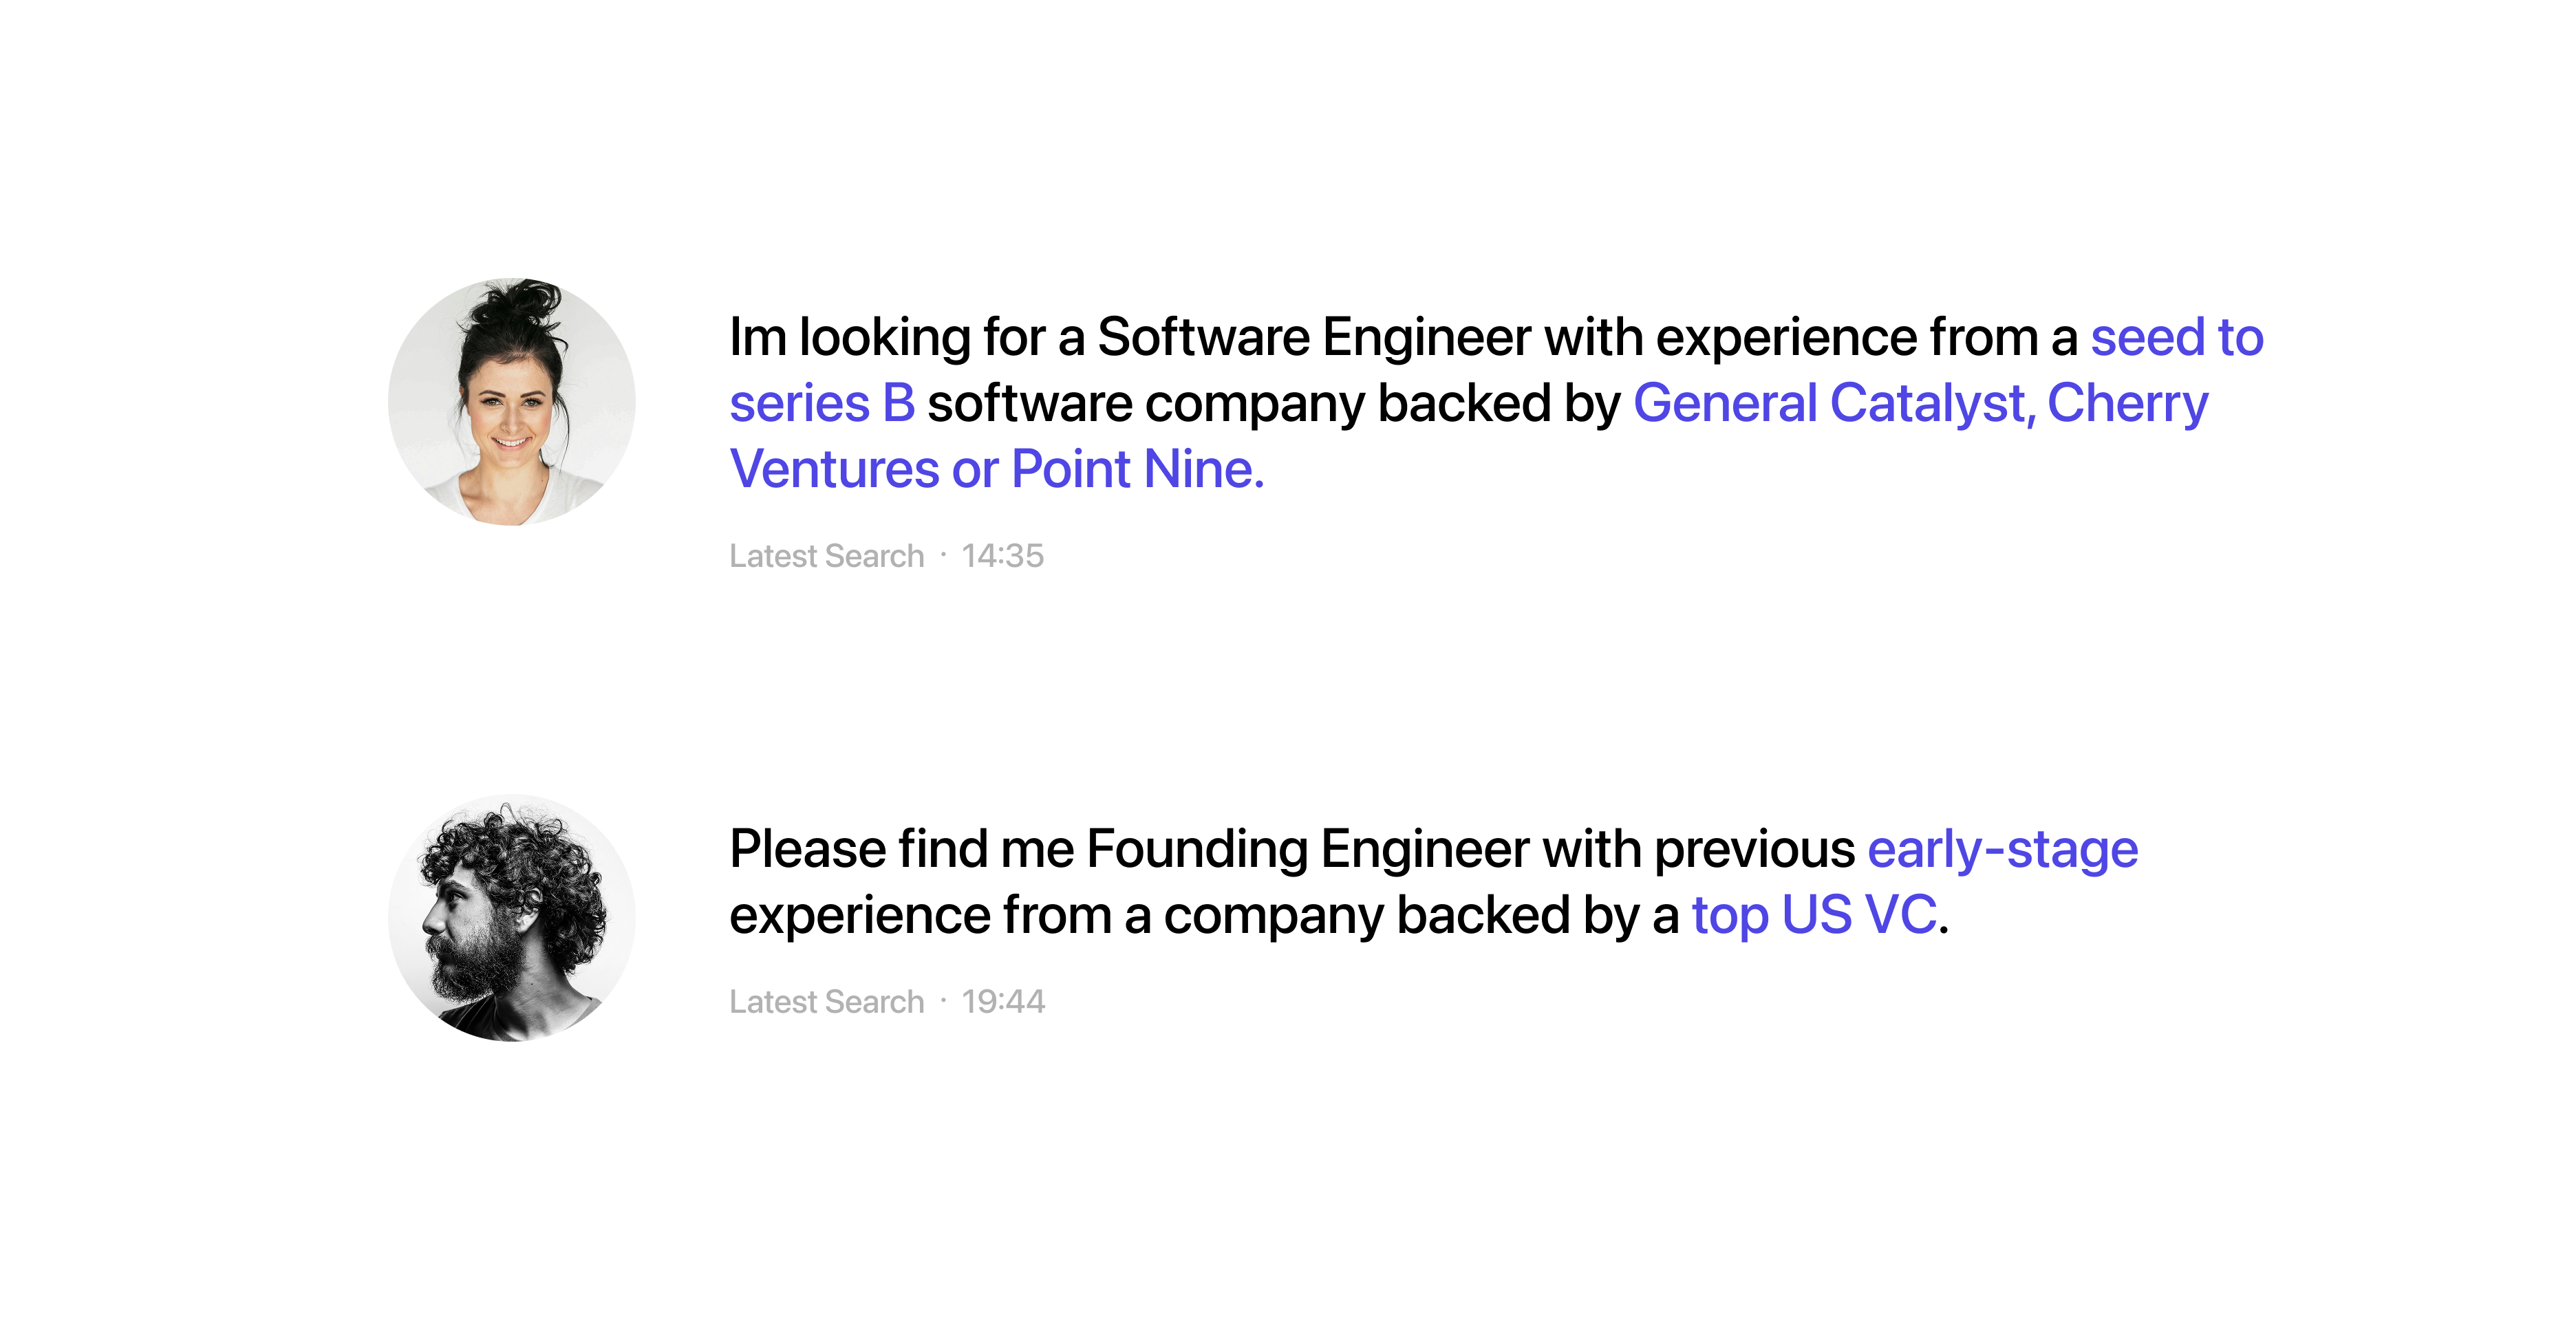 Im looking for a Software Engineer with experience from a seed to
series B software company backed by General Catalyst, Cherry
Ventures or Point Nine.
Latest Search · 14:35
Please find me Founding Engineer with previous early-stage
experience from a company backed by a top US VC.
Latest Search · 19:44